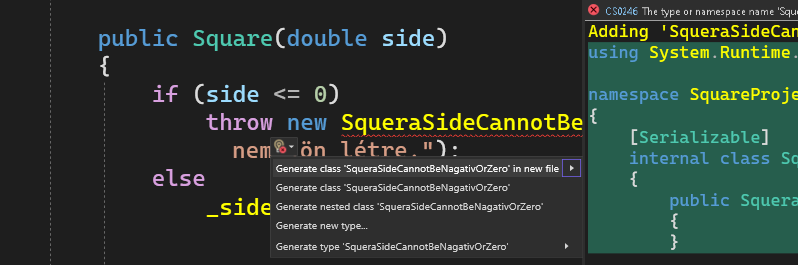 public Square(double side)
{
if (side <= 0)
throw new SqueraSideCannotBe
nem ön létre.");
else
_side
Generate class 'SqueraSideCannotBeNagativOrZero' in new file
Generate class 'SqueraSideCannotBeNagativOrZero'
Generate nested class 'SqueraSideCannotBeNagativOrZero'
Generate new type...
Generate type 'SqueraSideCannotBeNagativOrZero'
CS0246 The type or namespace name 'Sque
Adding 'SqueraSideCan
using System.Runtime.
namespace SquareProje
{
[Serializable]
internal class Sq
{
public Squera
{
}